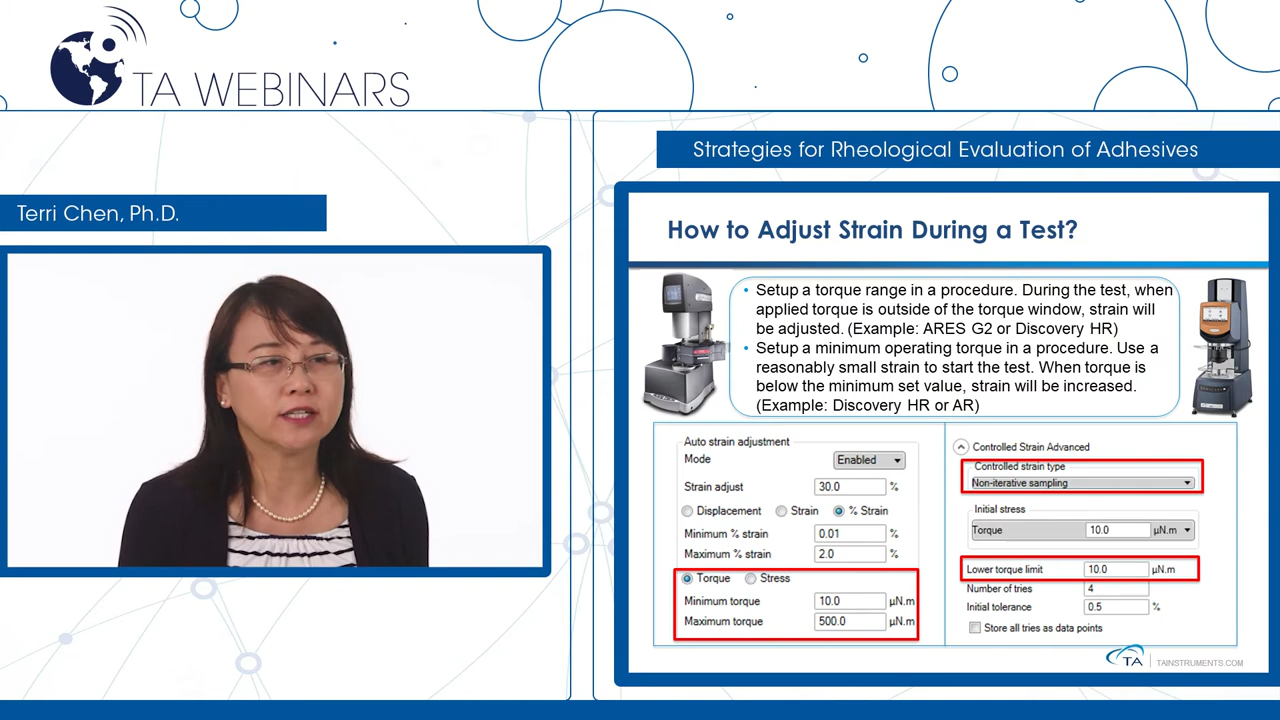 TA WEBINARS
Strategies for Rheological Evaluation of Adhesives
Terri Chen, Ph.D.
How to Adjust Strain During a Test?
• Setup a torque range in a procedure. During the test, when
applied torque is outside of the torque window, strain will
be adjusted. (Example: ARES G2 or Discovery HR)
• Setup a minimum operating torque in a procedure. Use a
reasonably small strain to start the test. When torque is
below the minimum set value, strain will be increased.
(Example: Discovery HR or AR)
Auto strain adjustment
Mode Enabled
Strain adjust 30.0 %
Displacement Strain % Strain
Minimum % strain 0.01 %
Maximum % strain 2.0 %
Torque Stress
Minimum torque 10.0 µN.m
Maximum torque 500.0 µN.m
Controlled Strain Advanced
Controlled strain type
Non-iterative sampling
Initial stress
Torque 10.0 µN.m
Lower torque limit 10.0 µN.m
Number of tries 4
Initial tolerance 0.5 %
Store all tries as data points
TA TAINSTRUMENTS.COM